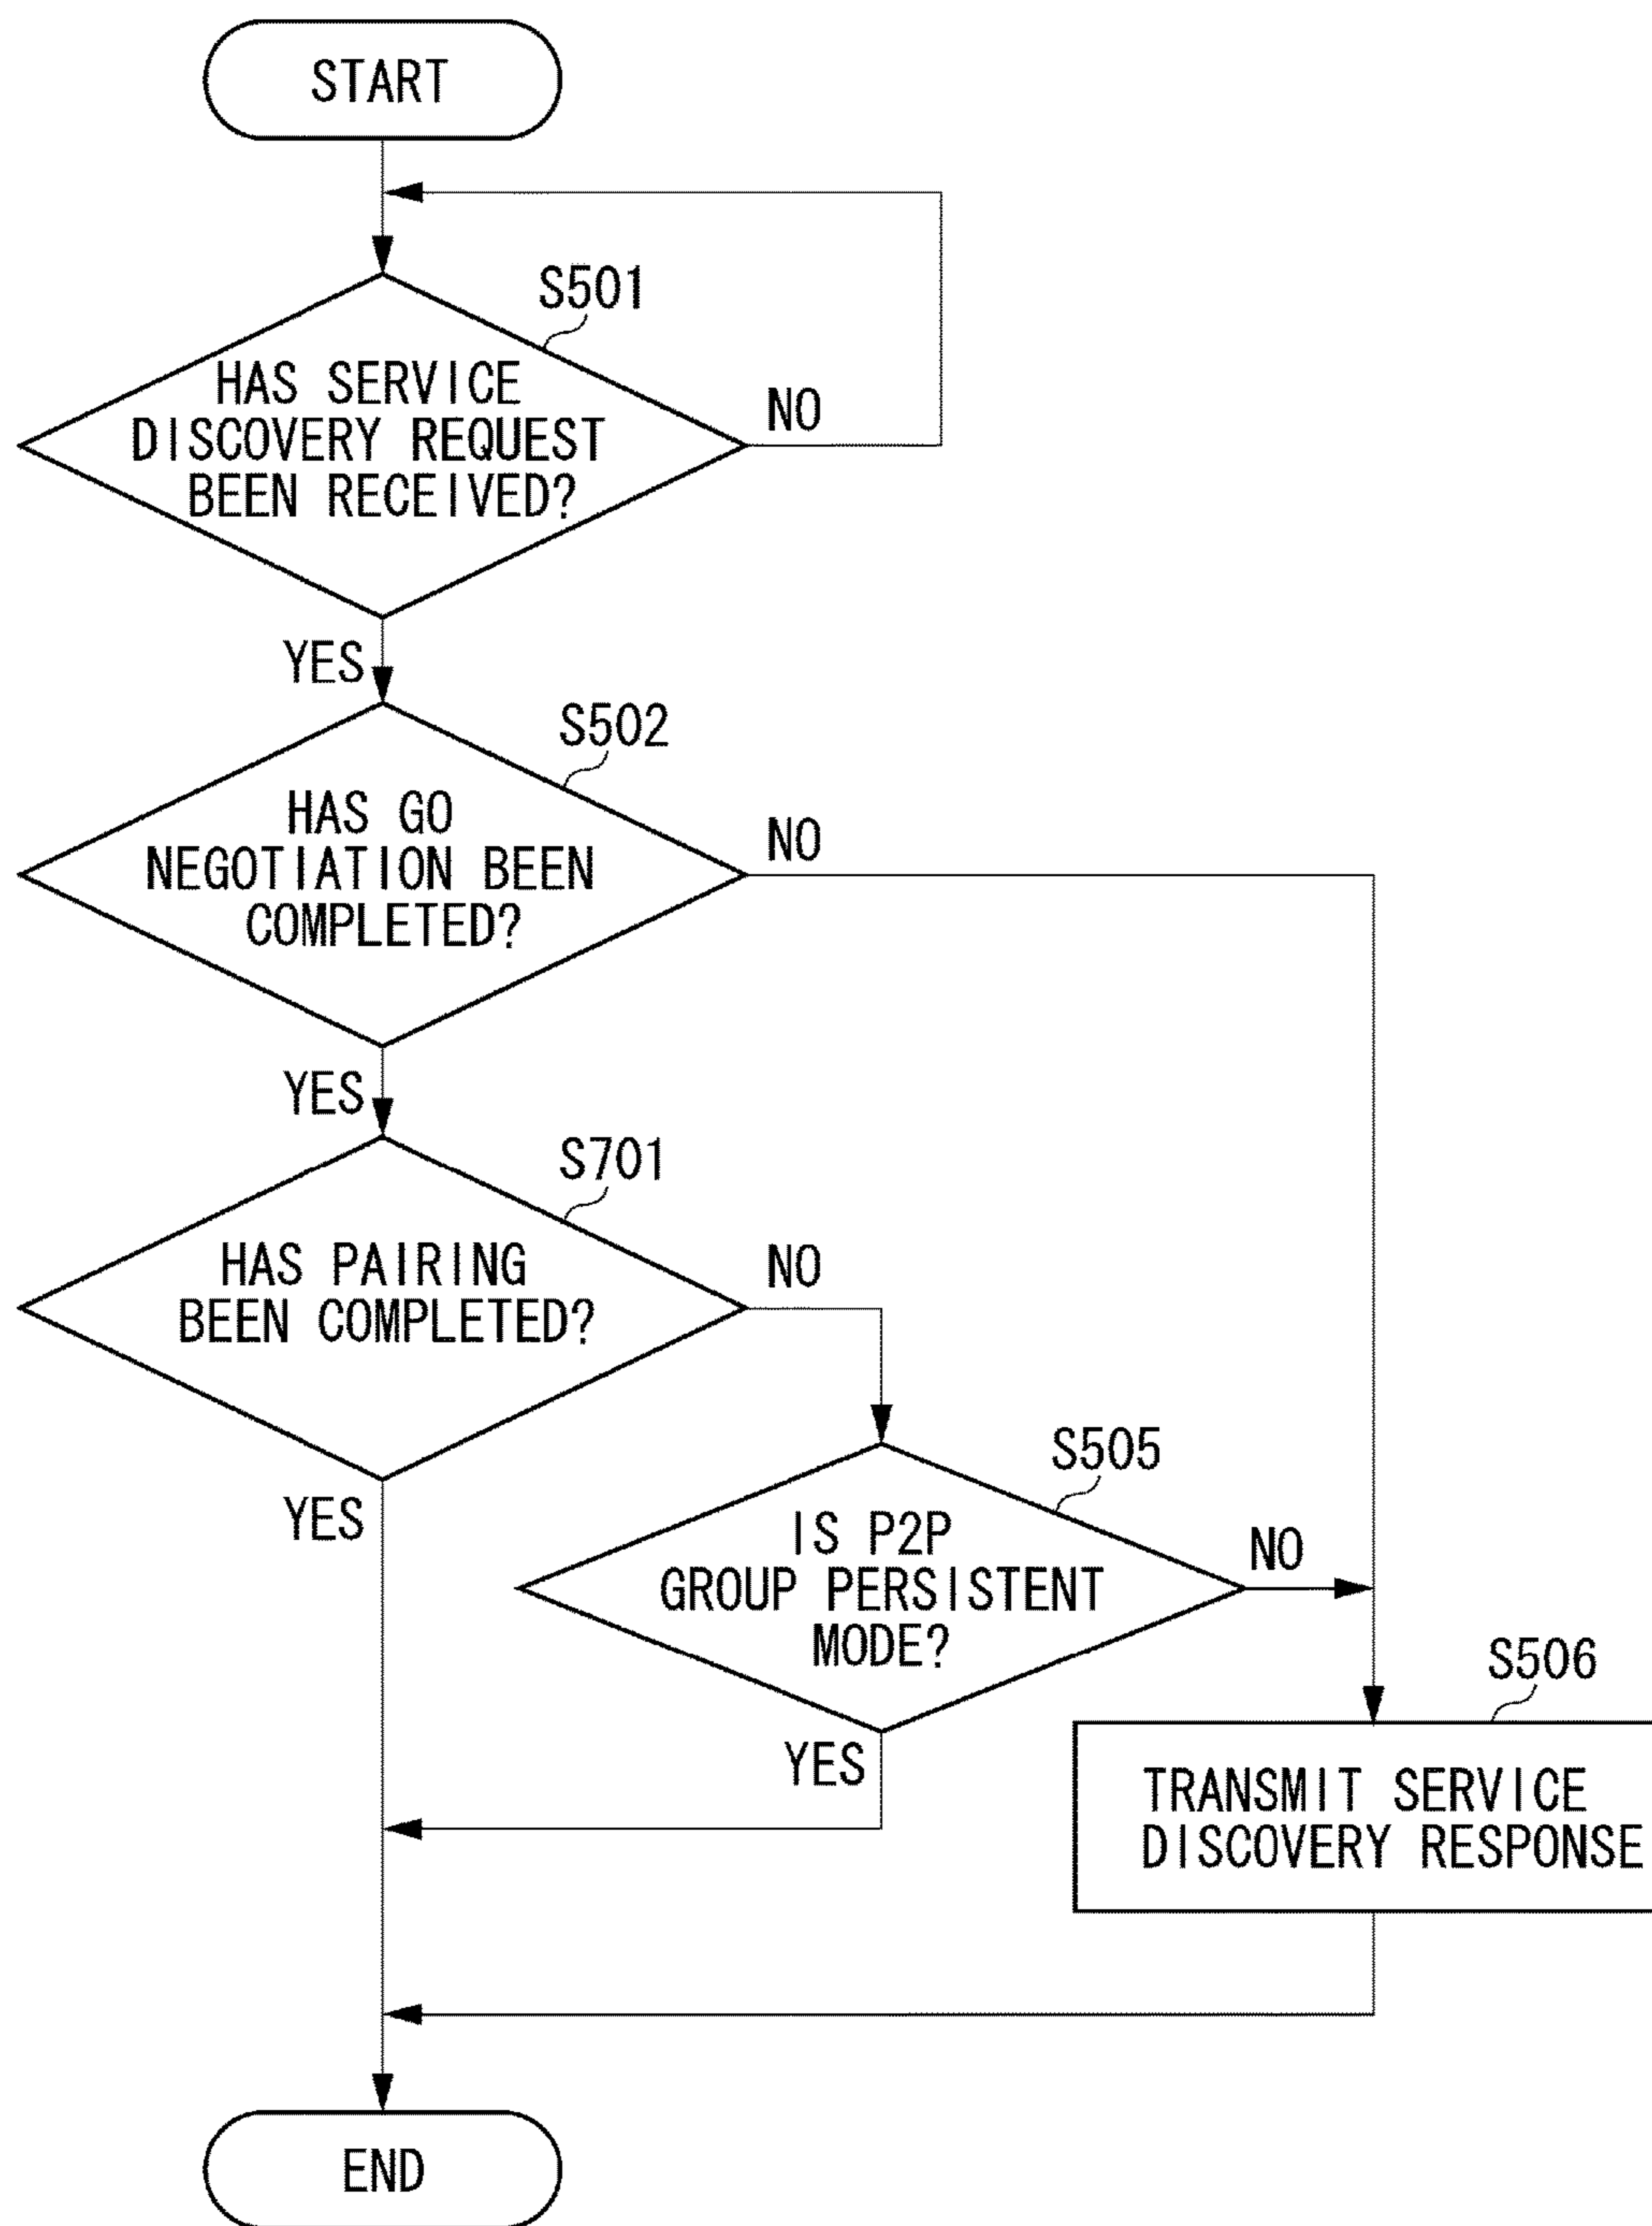 START
S501
HAS SERVICE
DISCOVERY REQUEST
BEEN RECEIVED?
NO
YES
S502
HAS GO
NEGOTIATION BEEN
COMPLETED?
NO
YES
S701
HAS PAIRING
BEEN COMPLETED?
NO
YES
S505
IS P2P
GROUP PERSISTENT
MODE?
NO
YES
S506
TRANSMIT SERVICE
DISCOVERY RESPONSE
END